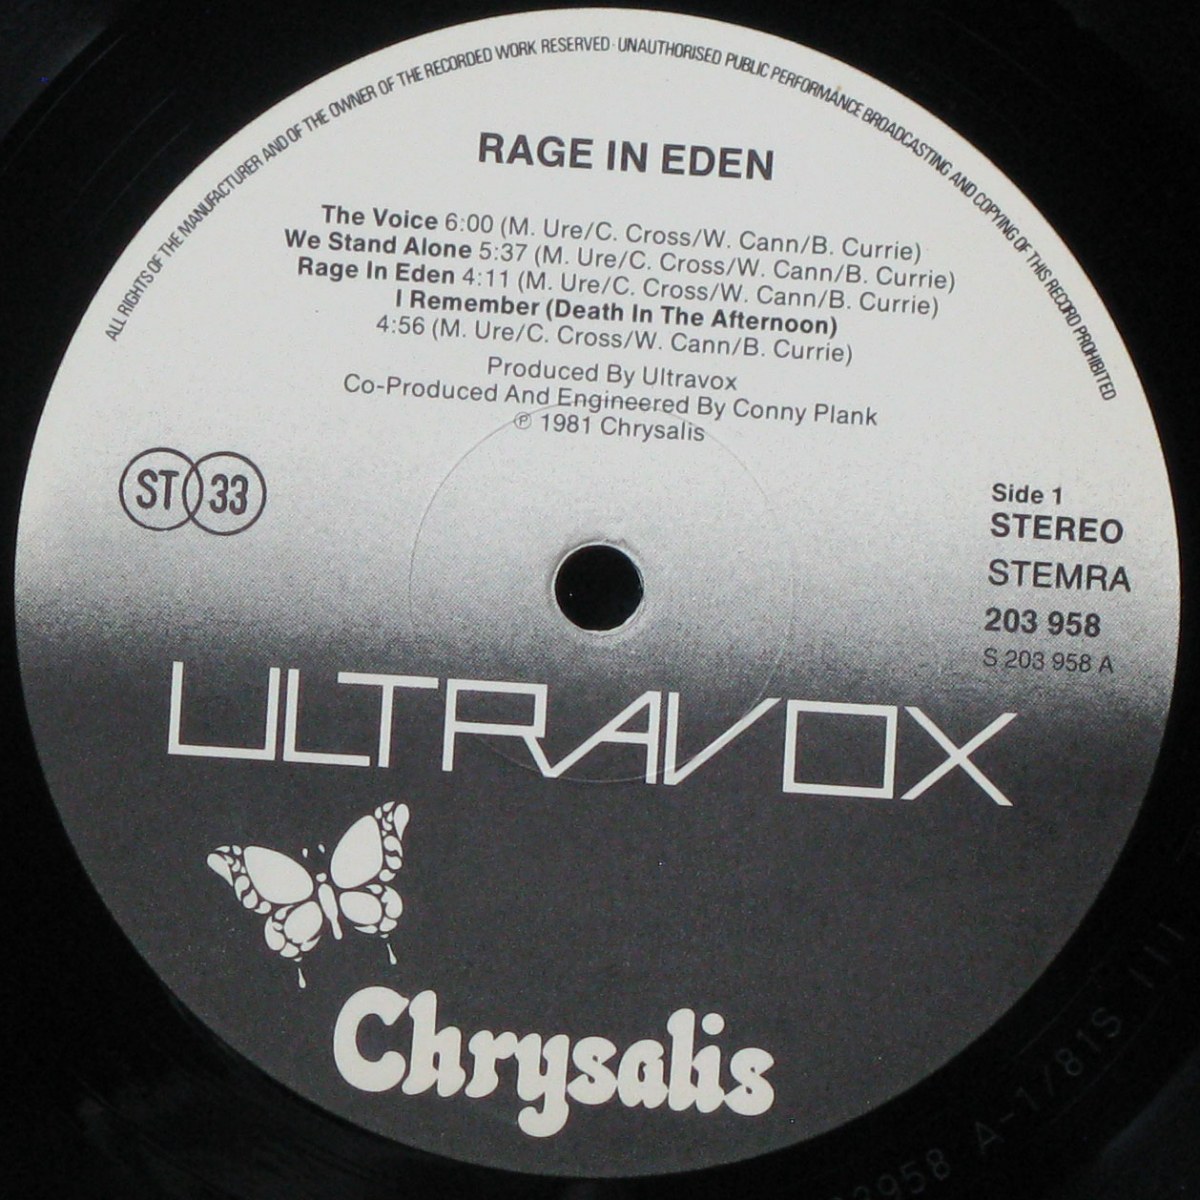 ALL RIGHTS OF THE MANUFACTURER AND OF THE OWNER OF THE RECORDED WORK RESERVED · UNAUTHORISED PUBLIC PERFORMANCE BROADCASTING AND COPYING OF THIS RECORD PROHIBITED
RAGE IN EDEN
The Voice 6:00 (M. Ure/C. Cross/W. Cann/B. Currie)
We Stand Alone 5:37 (M. Ure/C. Cross/W. Cann/B. Currie)
Rage In Eden 4:11 (M. Ure/C. Cross/W. Cann/B. Currie)
I Remember (Death In The Afternoon)
4:56 (M. Ure/C. Cross/W. Cann/B. Currie)
Produced By Ultravox
Co-Produced And Engineered By Conny Plank
℗ 1981 Chrysalis
ST 33
Side 1
STEREO
STEMRA
203 958
S 203 958 A
ULTRAVOX
Chrysalis
958 A-1/81S